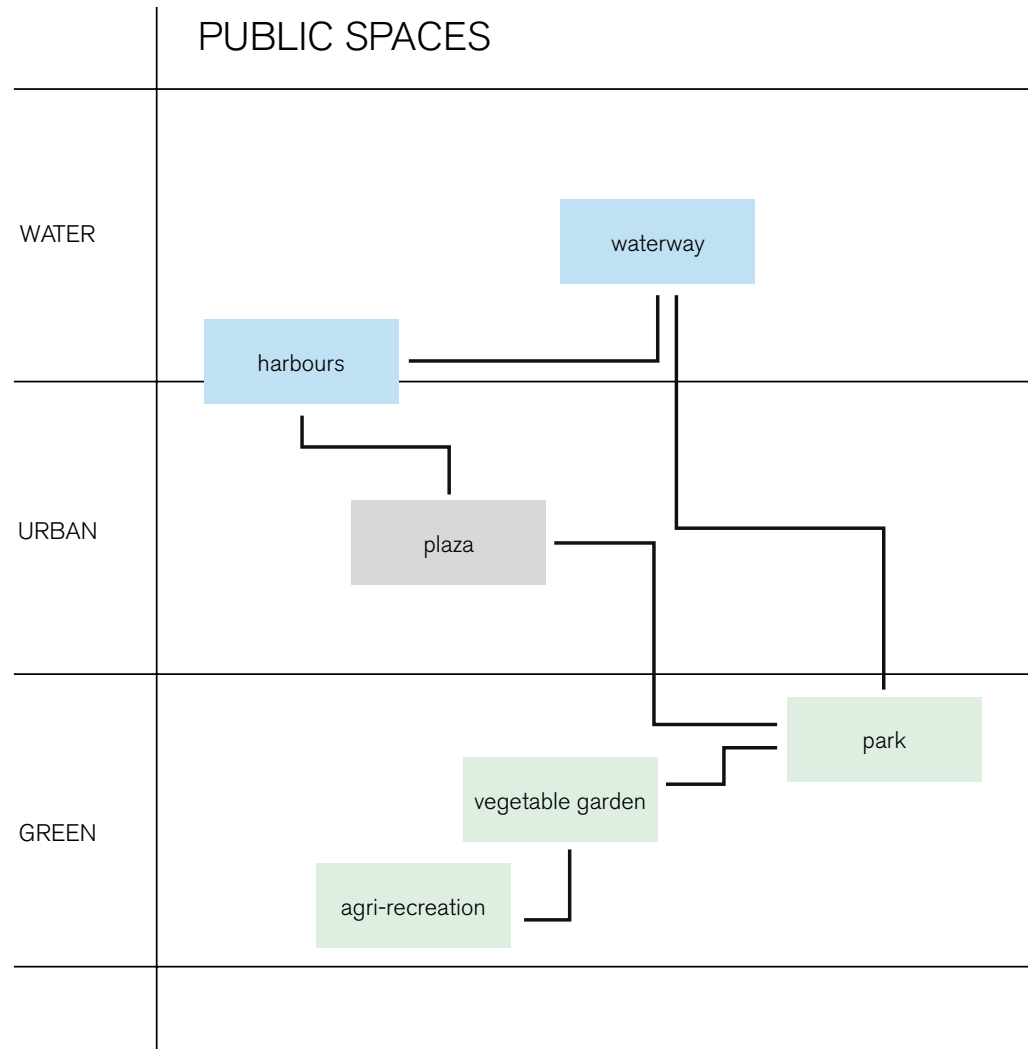 PUBLIC SPACES
WATER
waterway
harbours
URBAN
plaza
park
vegetable garden
GREEN
agri-recreation